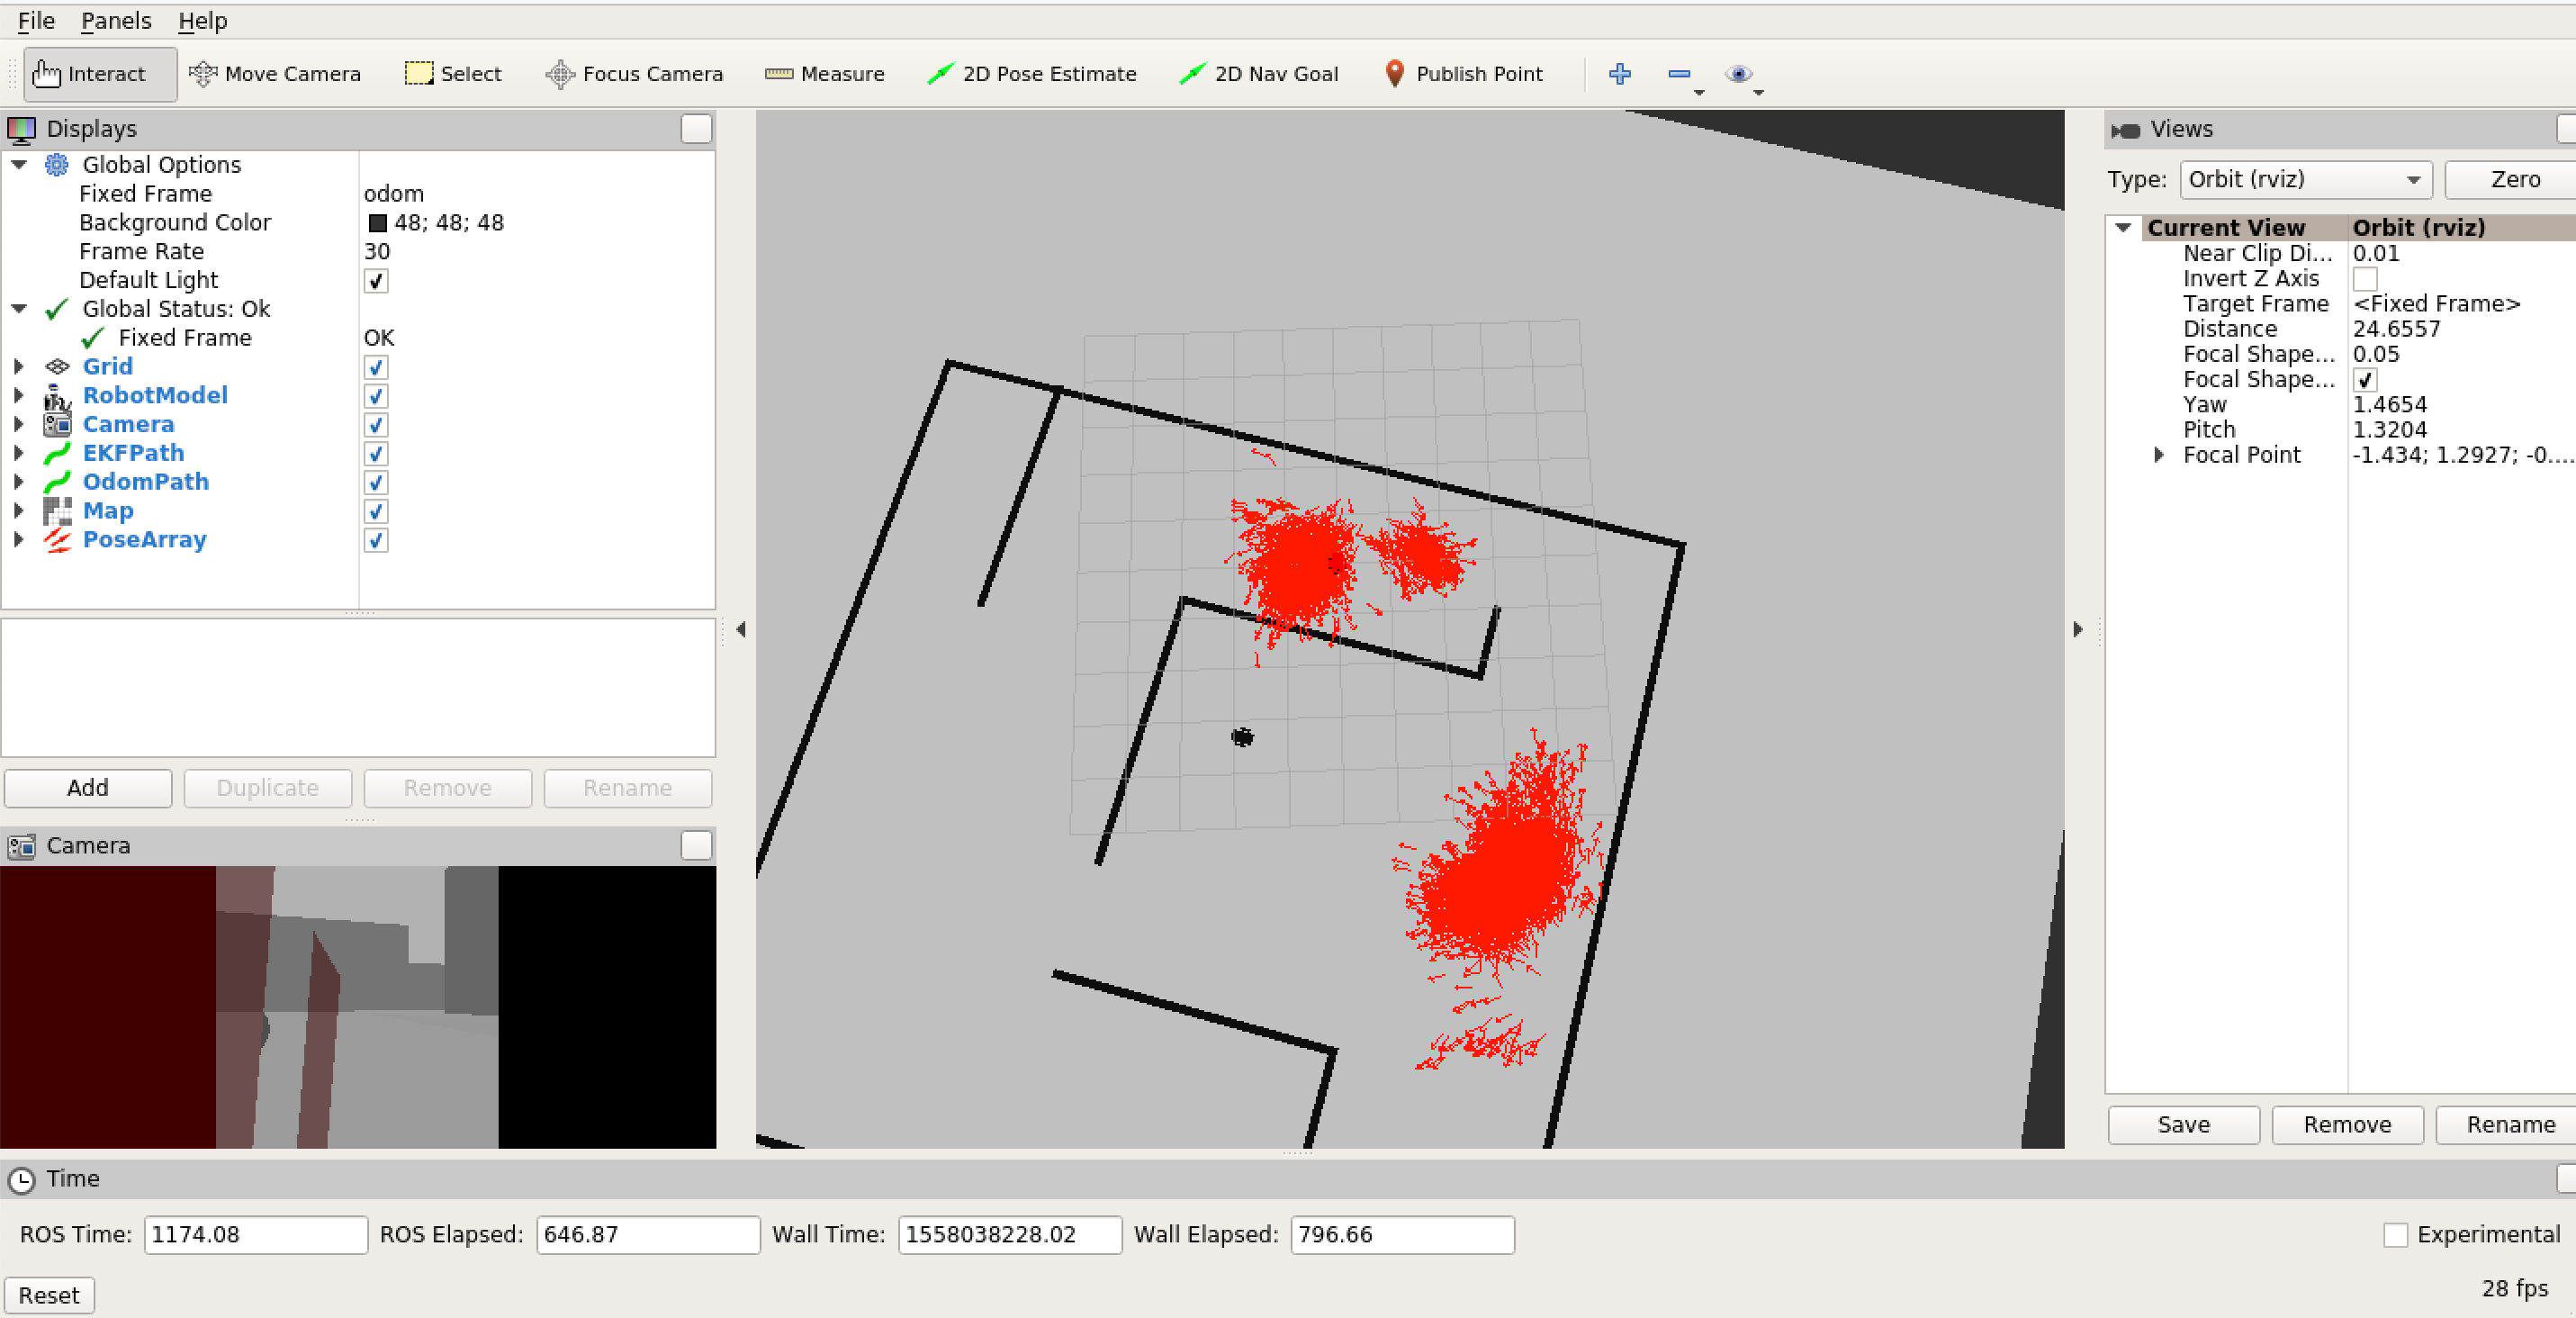 File Panels Help
Interact Move Camera Select Focus Camera Measure 2D Pose Estimate 2D Nav Goal Publish Point
Displays
Global Options
Fixed Frame odom
Background Color 48; 48; 48
Frame Rate 30
Default Light
Global Status: Ok
Fixed Frame OK
Grid
RobotModel
Camera
EKFPath
OdomPath
Map
PoseArray
Add Duplicate Remove Rename
Camera
Views
Type: Orbit (rviz) Zero
Current View Orbit (rviz)
Near Clip Di... 0.01
Invert Z Axis
Target Frame <Fixed Frame>
Distance 24.6557
Focal Shape... 0.05
Focal Shape...
Yaw 1.4654
Pitch 1.3204
Focal Point -1.434; 1.2927; -0....
Save Remove Rename
Time
ROS Time: 1174.08 ROS Elapsed: 646.87 Wall Time: 1558038228.02 Wall Elapsed: 796.66 Experimental
Reset 28 fps